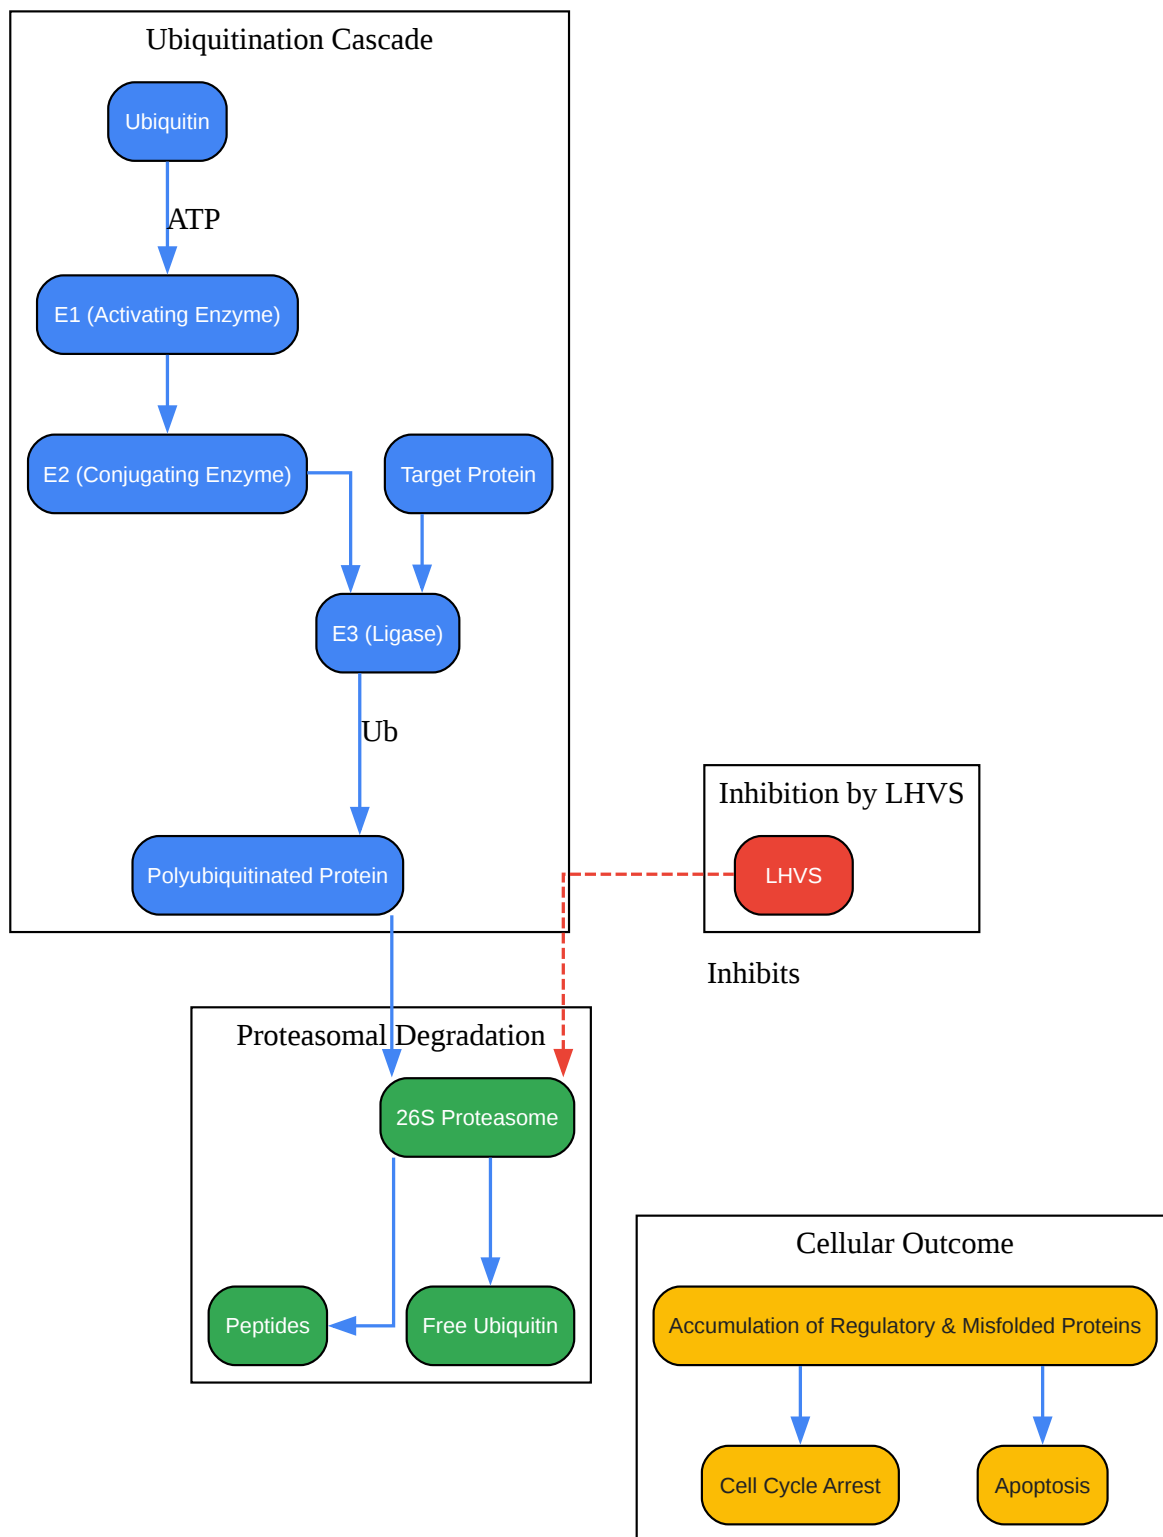 Ubiquitination Cascade
Ubiquitin
ATP
E1 (Activating Enzyme)
E2 (Conjugating Enzyme)
Target Protein
E3 (Ligase)
Ub
Polyubiquitinated Protein
Inhibition by LHVS
LHVS
Inhibits
Proteasomal Degradation
26S Proteasome
Peptides
Free Ubiquitin
Cellular Outcome
Accumulation of Regulatory & Misfolded Proteins
Cell Cycle Arrest
Apoptosis